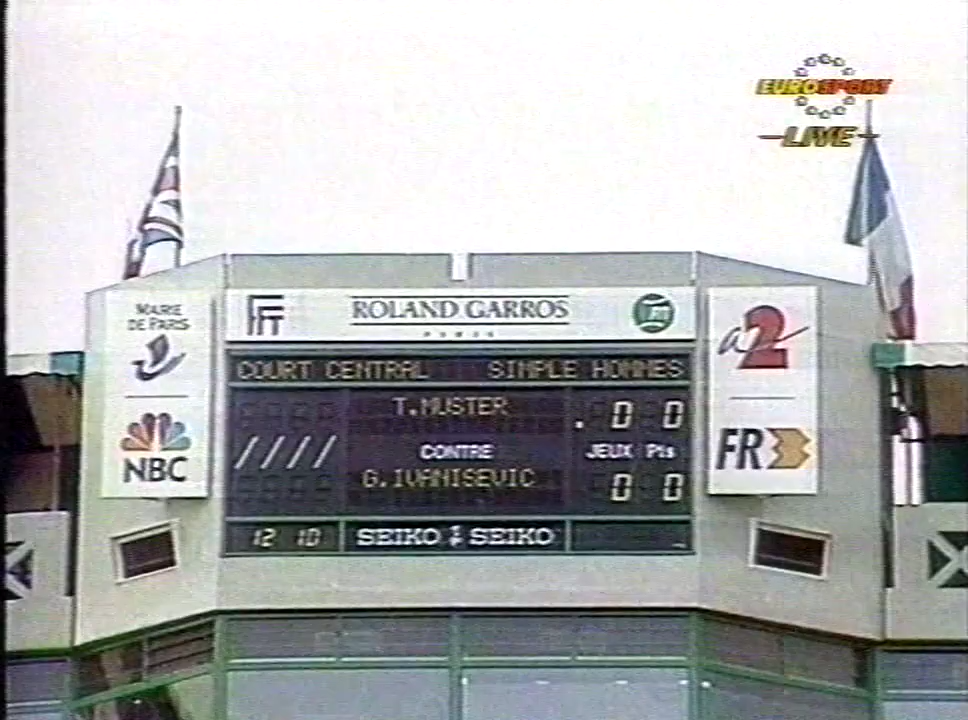 EUROSPORT
LIVE
MAIRIE
DE PARIS
NBC
FFT
ROLAND GARROS
PARIS
a2
FR3
COURT CENTRAL SIMPLE HOMMES
T.MUSTER . 0 0
//// CONTRE JEUX Pts
G.IVANISEVIC 0 0
12 10 SEIKO SEIKO